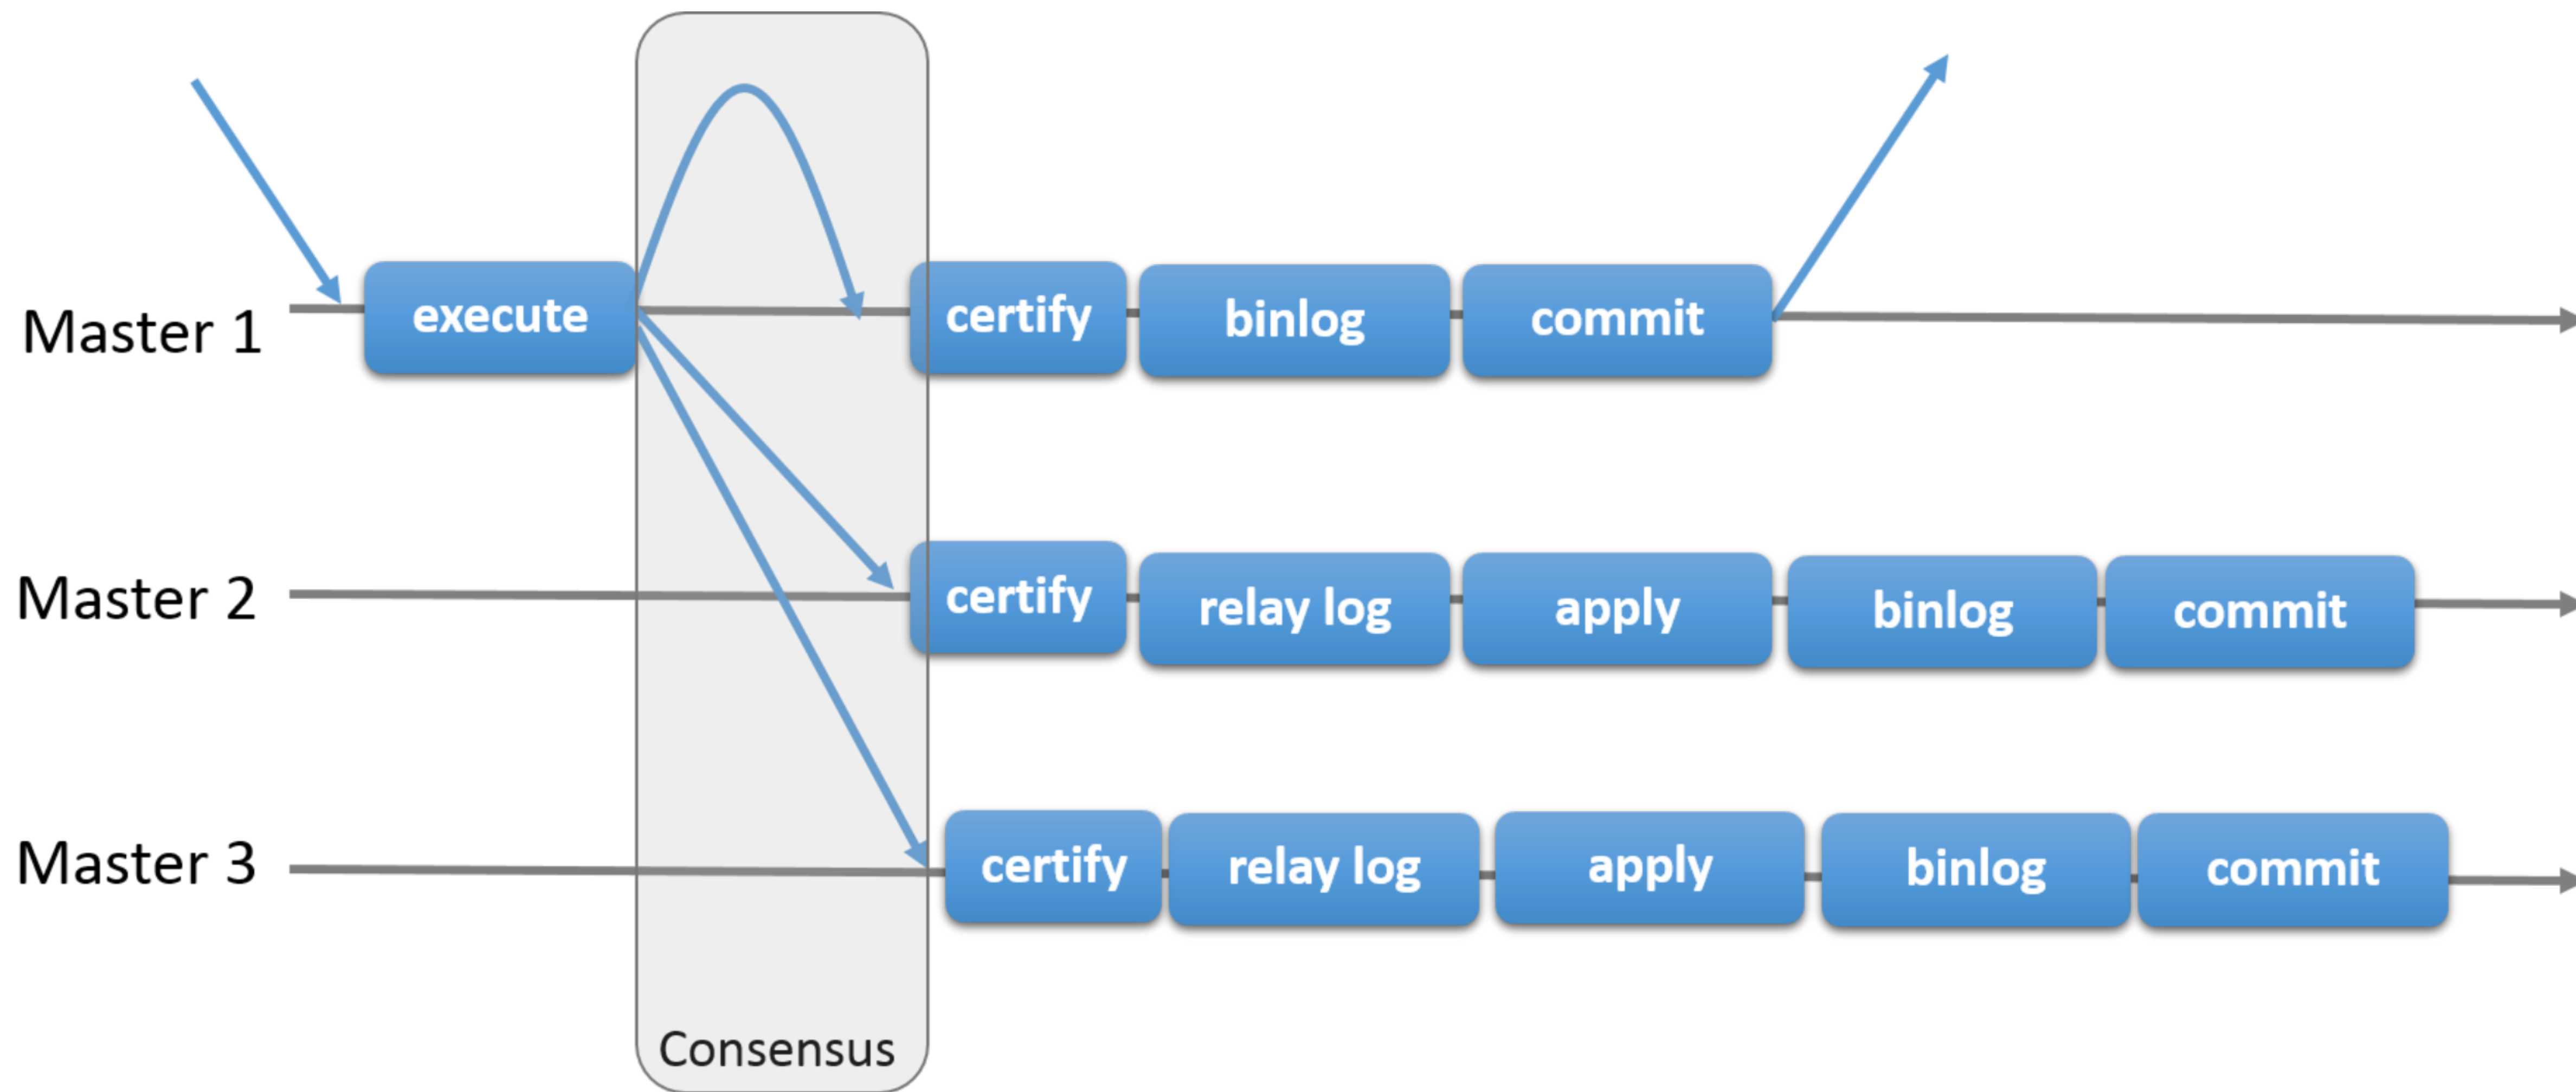 Master 1
execute
certify
binlog
commit
Master 2
certify
relay log
apply
binlog
commit
Master 3
certify
relay log
apply
binlog
commit
Consensus